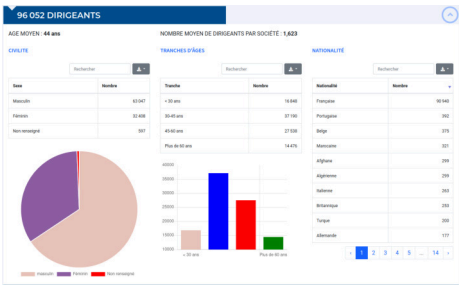 96 052 DIRIGEANTS
AGE MOYEN : 44 ans
NOMBRE MOYEN DE DIRIGEANTS PAR SOCIÉTÉ : 1,623
CIVILITE
Rechercher
Sexe Nombre
Masculin 63 047
Féminin 32 408
Non renseigné 597
masculin Féminin Non renseigné
TRANCHES D'ÂGES
Rechercher
Tranche Nombre
< 30 ans 16 848
30-45 ans 37 190
45-60 ans 27 538
Plus de 60 ans 14 476
40000
35000
30000
25000
20000
15000
10000
< 30 ans Plus de 60 ans
NATIONALITÉ
Rechercher
Nationalité Nombre
Française 90 940
Portugaise 392
Belge 375
Marocaine 321
Afghane 299
Algérienne 299
Italienne 263
Britannique
Turque 200
Allemande 177
‹ 1 2 3 4 5 ... 14 ›